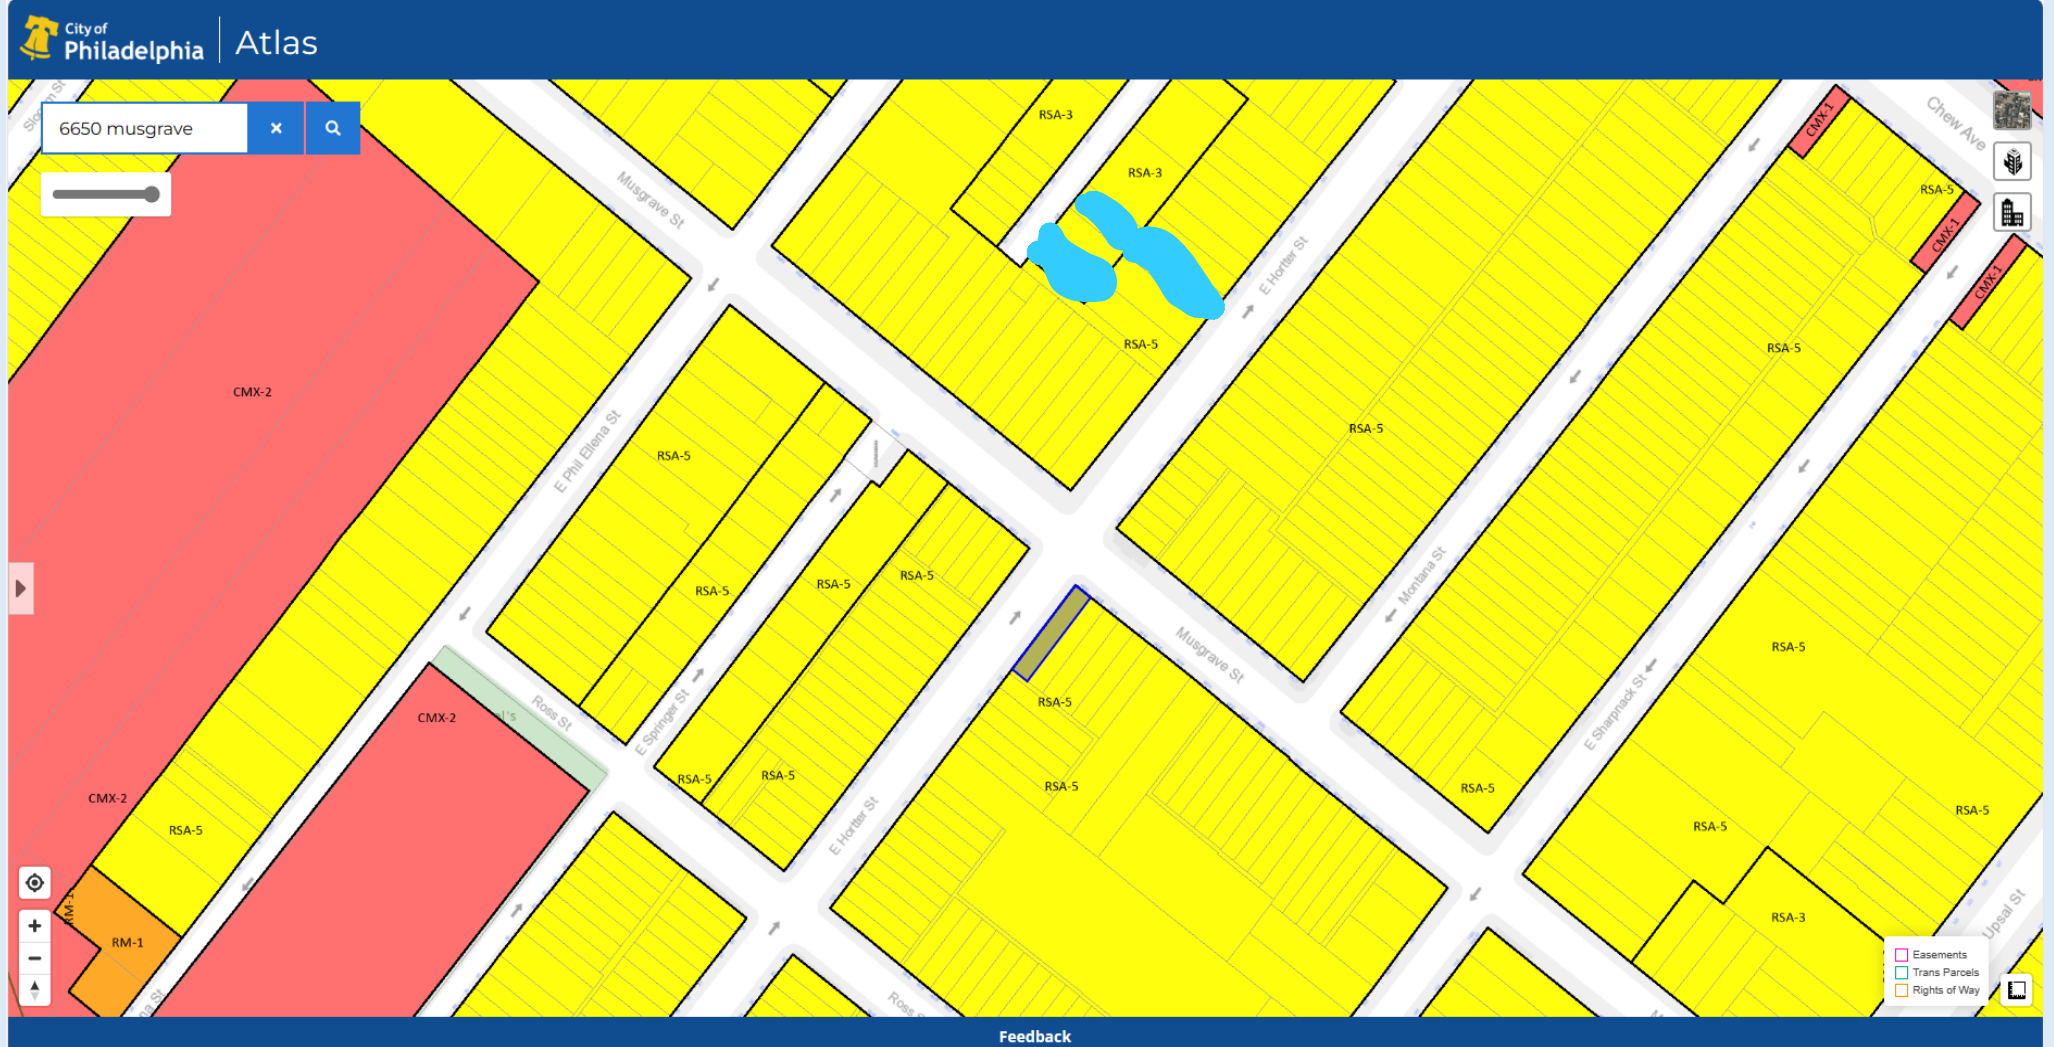 City of
Philadelphia
Atlas
6650 musgrave
Chew Ave
CMX-1
RSA-3
RSA-3
RSA-5
CMX-1
CMX-1
Musgrave St
E Hortter St
RSA-5
RSA-5
CMX-2
E Phil Ellena St
RSA-5
RSA-5
RSA-5
RSA-5
RSA-5
Montana St
Musgrave St
RSA-5
RSA-5
E Sharpnack St
RSA-5
CMX-2
Ross St
E Springer St
RSA-5
RSA-5
RSA-5
RSA-5
CMX-2
RSA-5
E Hortter St
RSA-5
RSA-5
RSA-3
RM-1
RM-1
Upsal St
Ross S
Easements
Trans Parcels
Rights of Way
Feedback